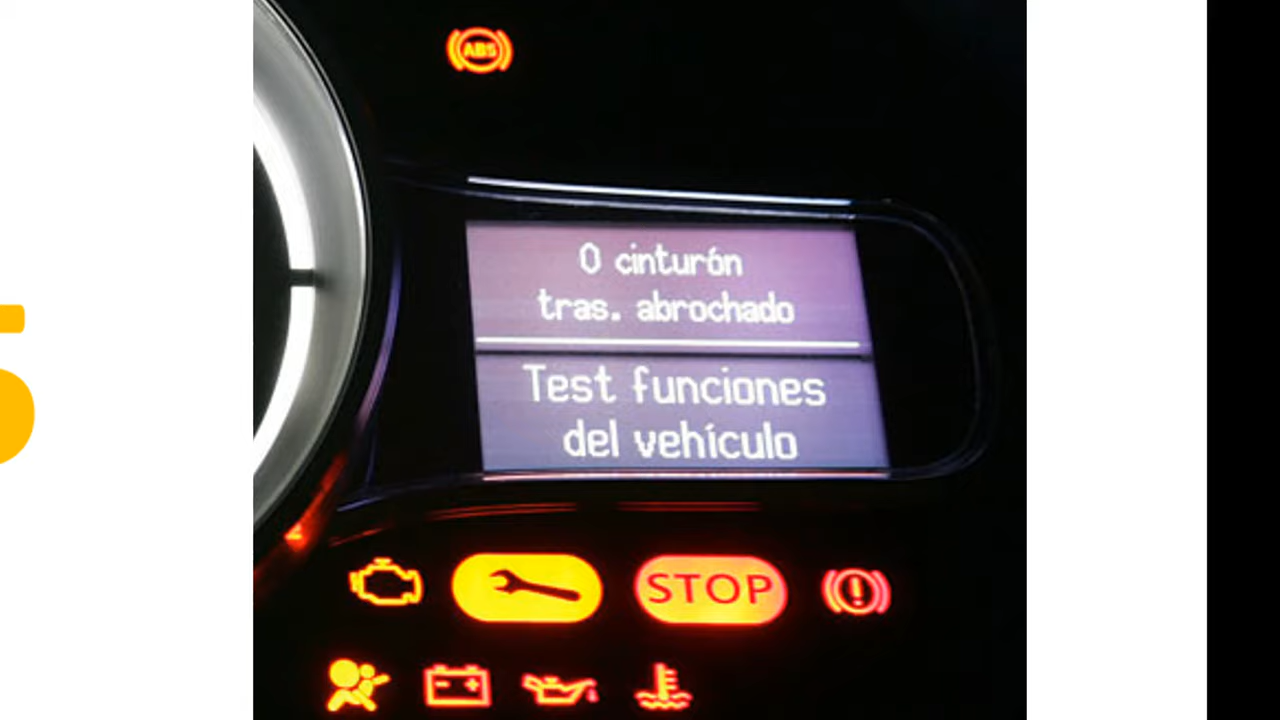 ABS
0 cinturón
tras. abrochado
Test funciones
del vehículo
STOP